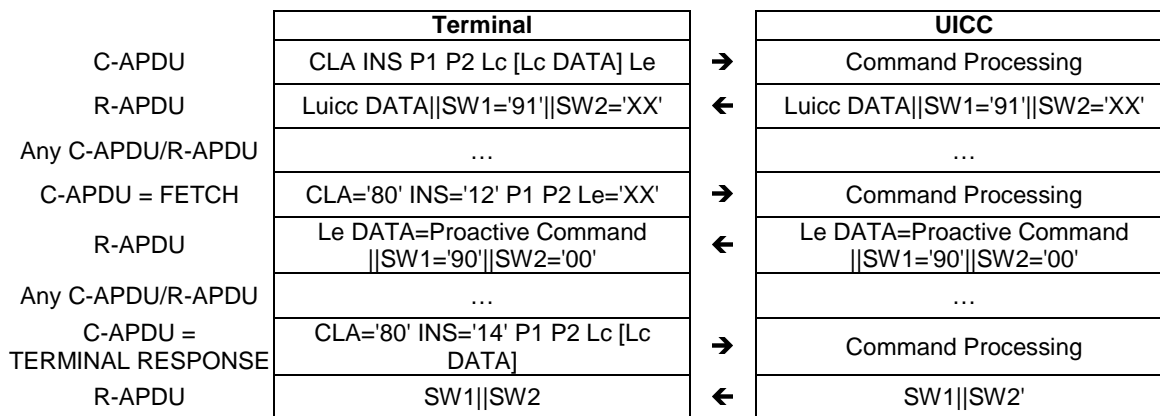 Terminal UICC
C-APDU CLA INS P1 P2 Lc [Lc DATA] Le ➔ Command Processing
R-APDU Luicc DATA||SW1='91'||SW2='XX' ← Luicc DATA||SW1='91'||SW2='XX'
Any C-APDU/R-APDU … …
C-APDU = FETCH CLA='80' INS='12' P1 P2 Le='XX' ➔ Command Processing
R-APDU Le DATA=Proactive Command ← Le DATA=Proactive Command
||SW1='90'||SW2='00' ||SW1='90'||SW2='00'
Any C-APDU/R-APDU … …
C-APDU = CLA='80' INS='14' P1 P2 Lc [Lc ➔ Command Processing
TERMINAL RESPONSE DATA]
R-APDU SW1||SW2 ← SW1||SW2'